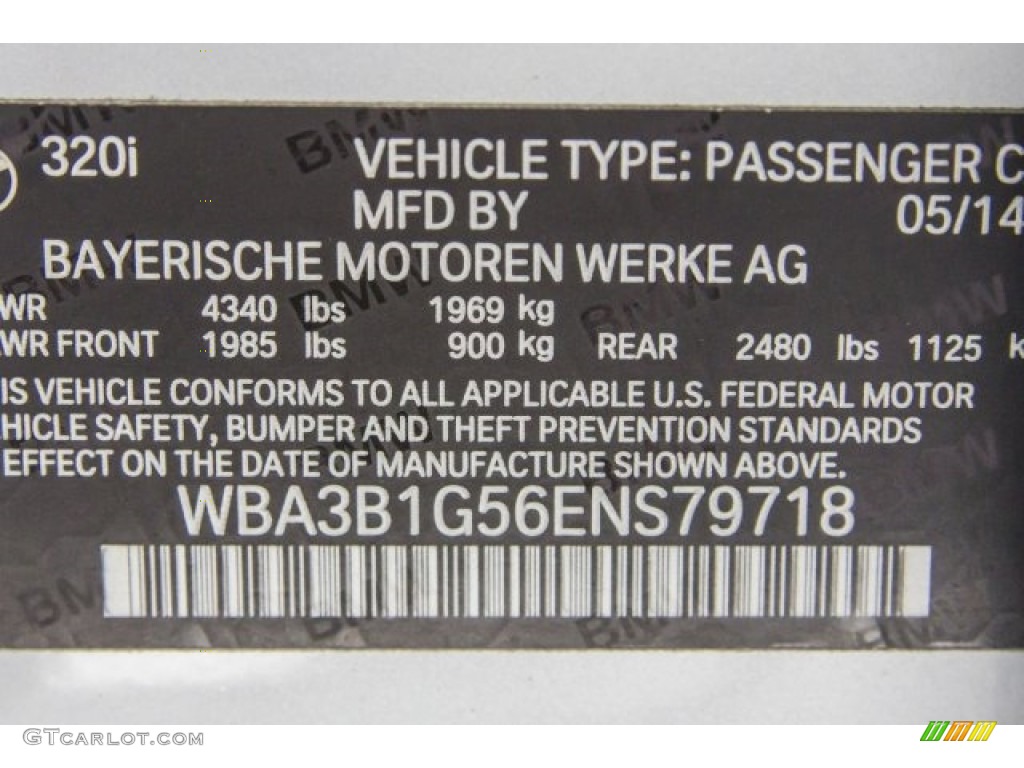 320i VEHICLE TYPE: PASSENGER C
MFD BY 05/14
BAYERISCHE MOTOREN WERKE AG
WR 4340 lbs 1969 kg
WR FRONT 1985 lbs 900 kg REAR 2480 lbs 1125 k
IS VEHICLE CONFORMS TO ALL APPLICABLE U.S. FEDERAL MOTOR
HICLE SAFETY, BUMPER AND THEFT PREVENTION STANDARDS
EFFECT ON THE DATE OF MANUFACTURE SHOWN ABOVE.
WBA3B1G56ENS79718
GTCARLOT.COM